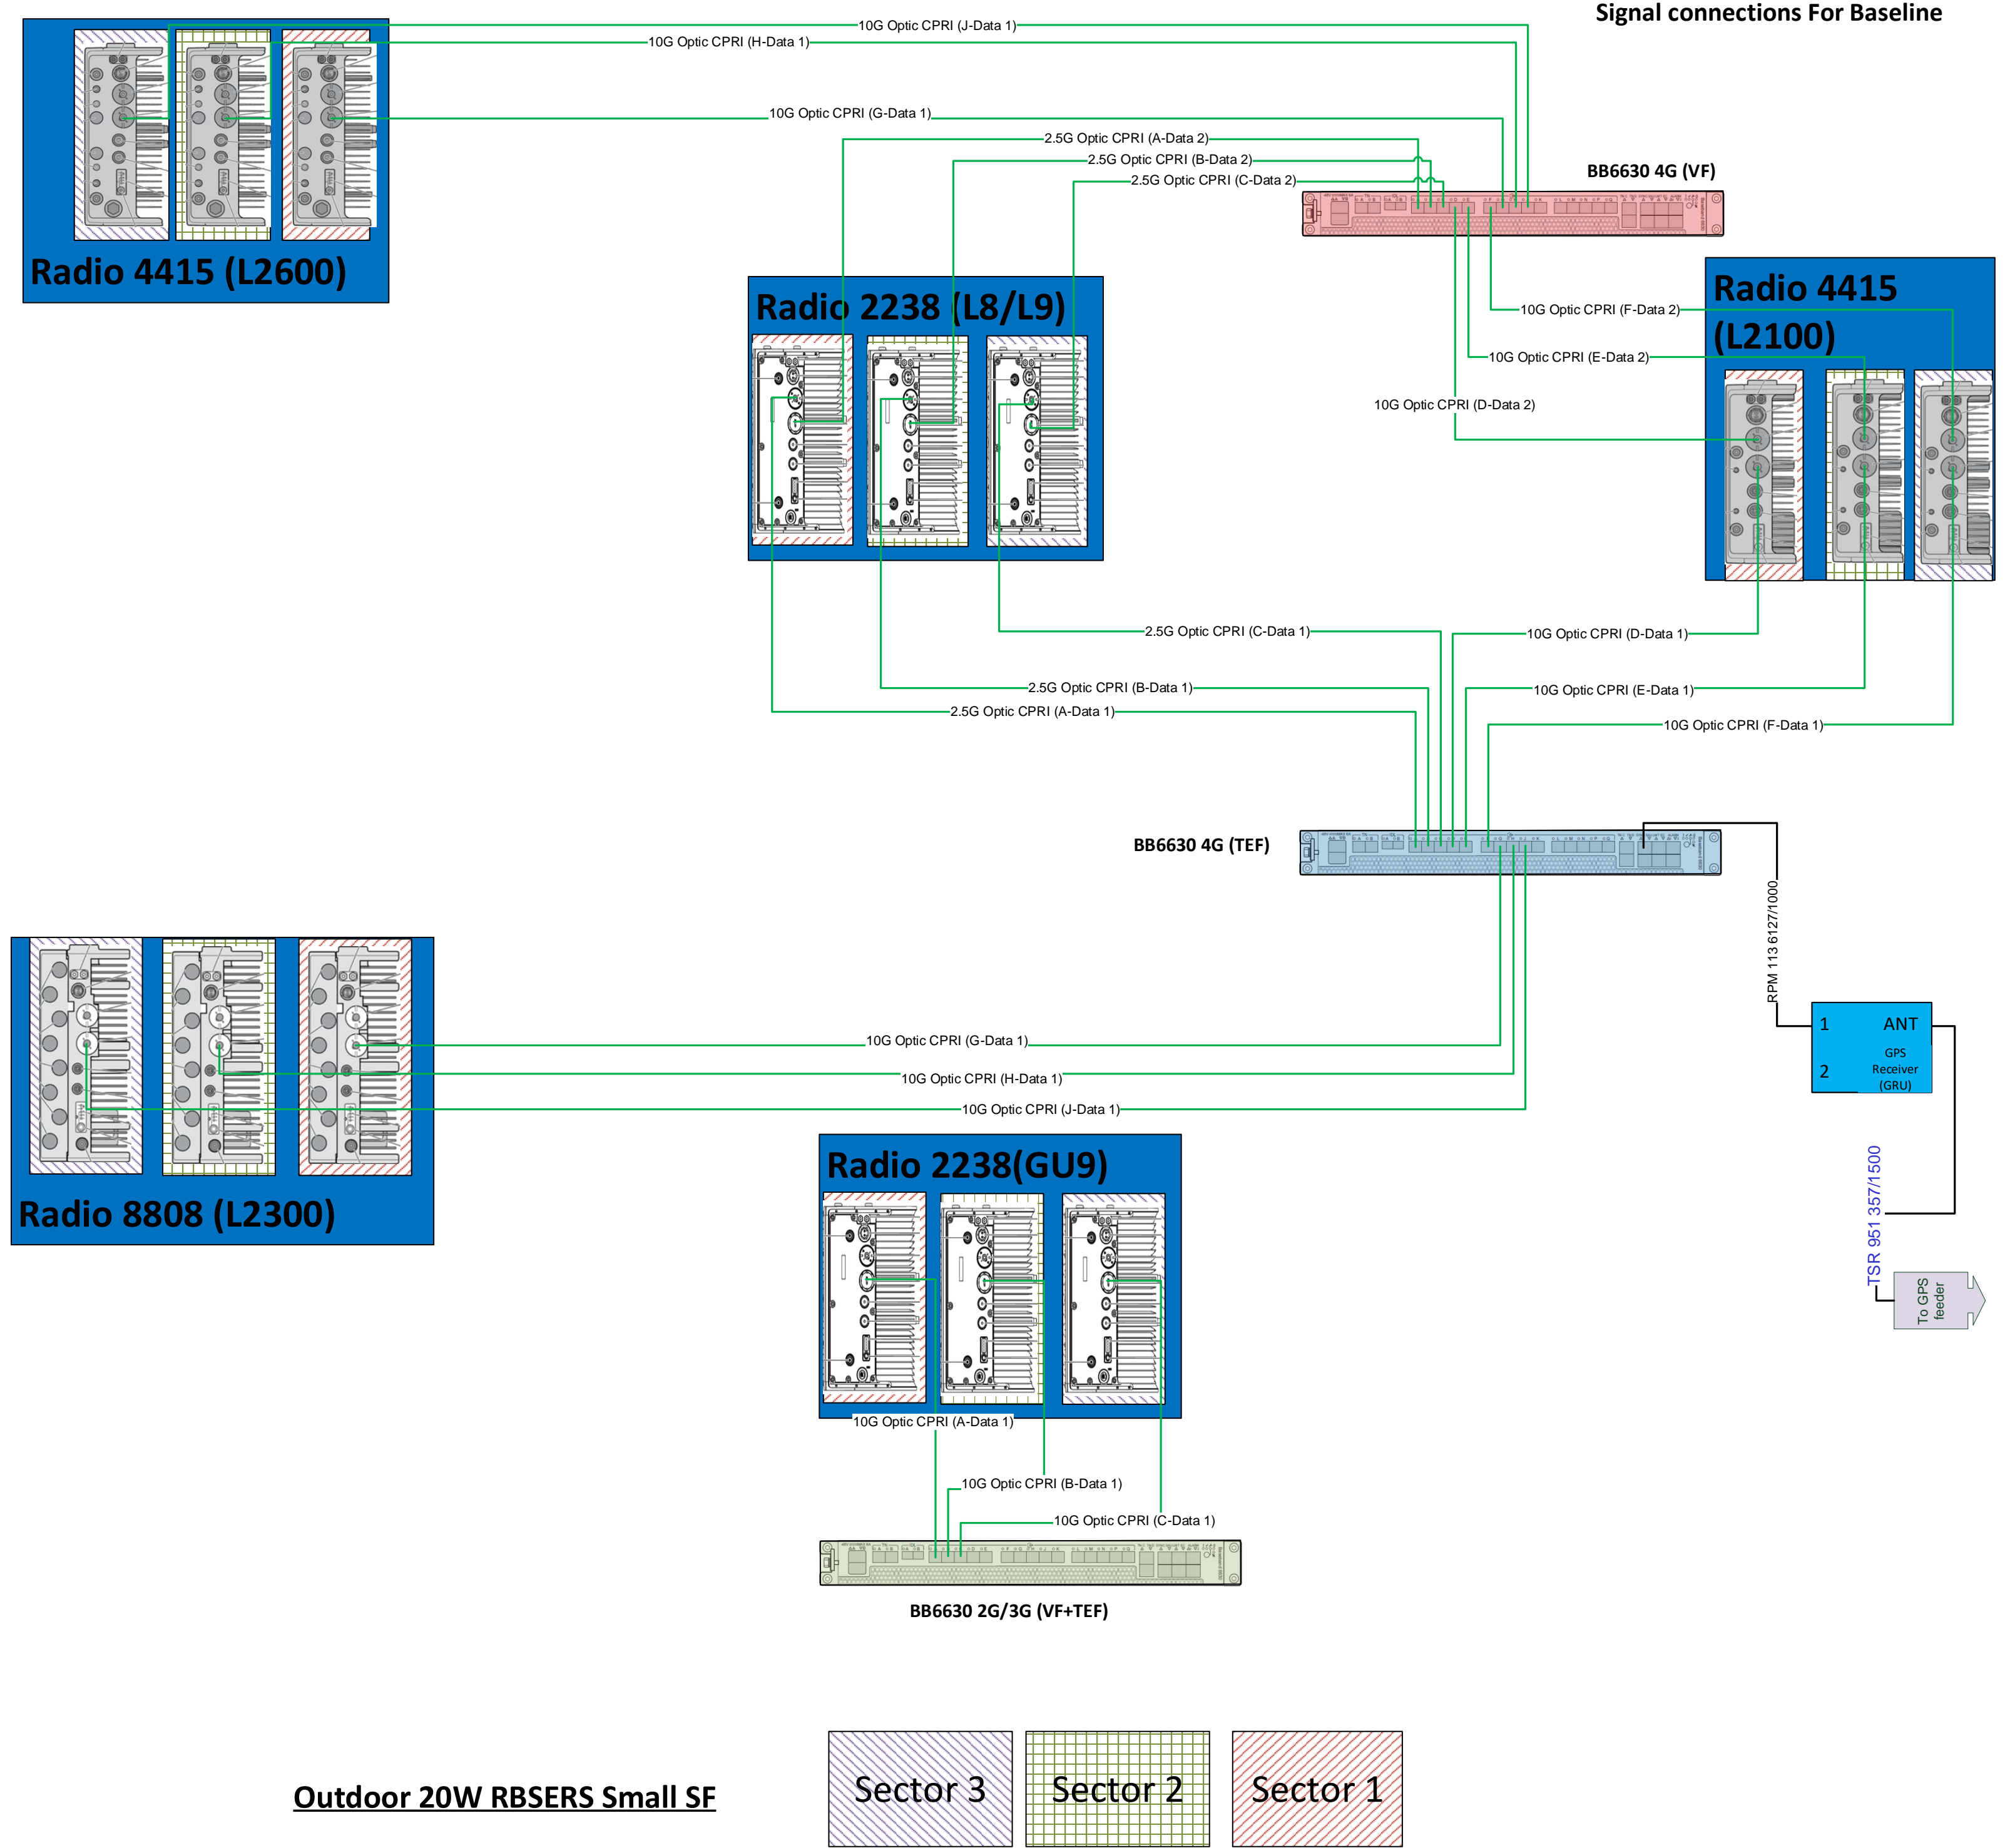 Signal connections For Baseline
10G Optic CPRI (J-Data 1)
10G Optic CPRI (H-Data 1)
10G Optic CPRI (G-Data 1)
2.5G Optic CPRI (A-Data 2)
2.5G Optic CPRI (B-Data 2)
2.5G Optic CPRI (C-Data 2)
BB6630 4G (VF)
Radio 4415 (L2600)
Radio 2238 (L8/L9)
Radio 4415
(L2100)
10G Optic CPRI (F-Data 2)
10G Optic CPRI (E-Data 2)
10G Optic CPRI (D-Data 2)
2.5G Optic CPRI (C-Data 1)
10G Optic CPRI (D-Data 1)
2.5G Optic CPRI (B-Data 1)
10G Optic CPRI (E-Data 1)
2.5G Optic CPRI (A-Data 1)
10G Optic CPRI (F-Data 1)
BB6630 4G (TEF)
RPM 113 6127/1000
1
ANT
2
GPS
Receiver
(GRU)
10G Optic CPRI (G-Data 1)
10G Optic CPRI (H-Data 1)
10G Optic CPRI (J-Data 1)
Radio 8808 (L2300)
Radio 2238(GU9)
TSR 951 357/1500
To GPS
feeder
10G Optic CPRI (A-Data 1)
10G Optic CPRI (B-Data 1)
10G Optic CPRI (C-Data 1)
BB6630 2G/3G (VF+TEF)
Outdoor 20W RBSERS Small SF
Sector 3
Sector 2
Sector 1